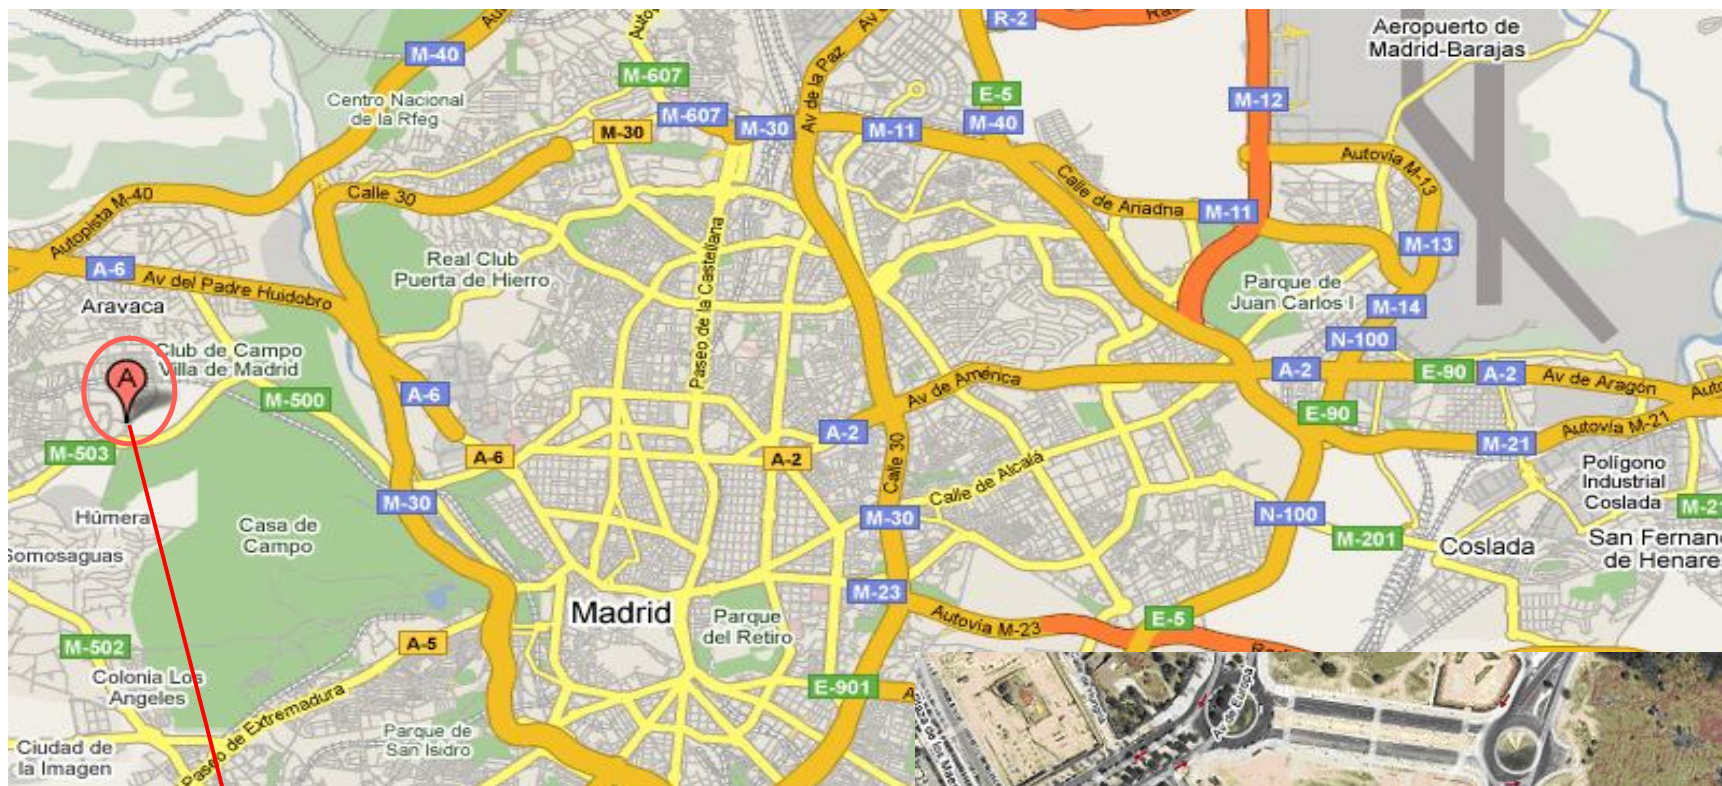 R-2
Aeropuerto de
Madrid-Barajas
M-40
Av de la Paz
M-607
Centro Nacional
de la Rfeg
E-5
M-12
M-607
M-30
M-30
M-11
M-40
Autovía M-13
Calle 30
Calle de Ariadna
M-11
Autopista M-40
Paseo de la Castellana
M-13
A-6
Real Club
Puerta de Hierro
Av del Padre Huidobro
Parque de
Juan Carlos I
Aravaca
M-14
N-100
Club de Campo
Villa de Madrid
A
A-2
E-90
A-2
Av de América
Av de Aragón
M-500
A-6
E-90
A-2
Autovía M-21
M-21
M-503
A-6
A-2
Calle 30
Calle de Alcalá
Polígono
Industrial
Coslada
M-30
M-30
N-100
M-21
Húmera
Casa de
Campo
M-201
Coslada
San Fernan
de Henare
Somosaguas
M-23
Madrid
Parque
del Retiro
Autovía M-23
E-5
M-502
A-5
Colonia Los
Angeles
E-901
Paseo de Extremadura
Av de Europa
Parque de
San Isidro
Ciudad de
la Imagen